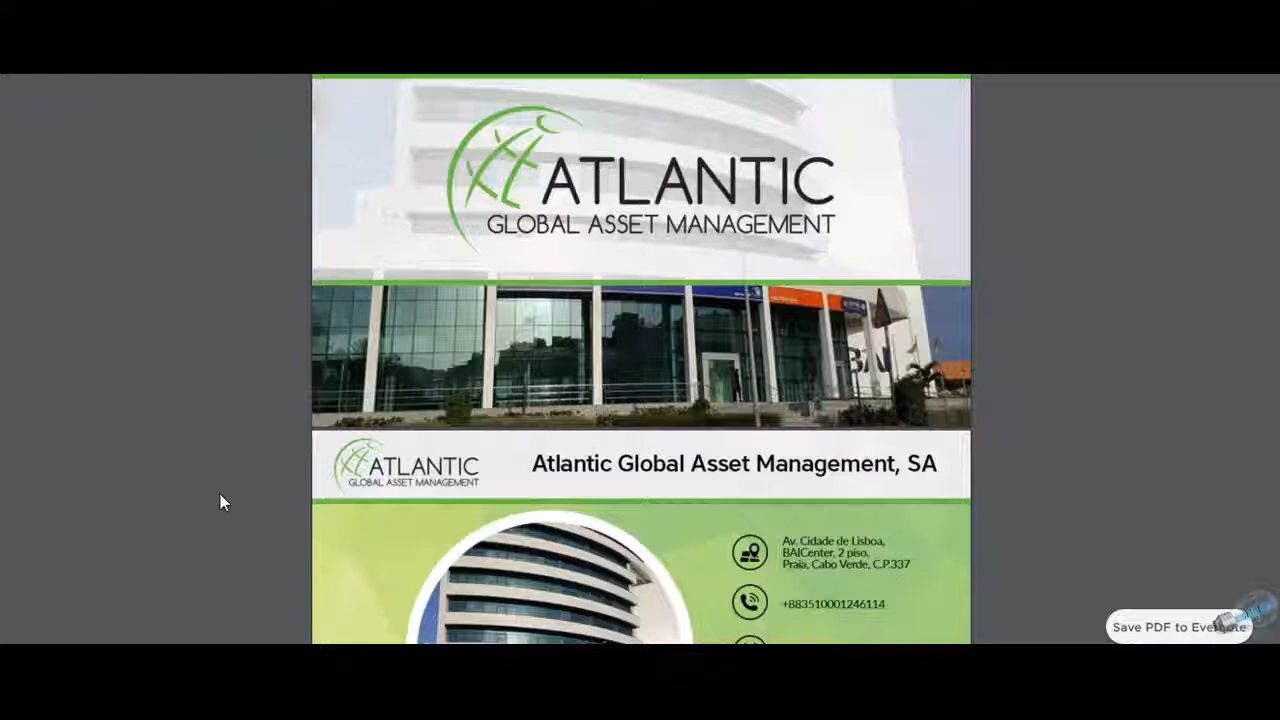 ATLANTIC
GLOBAL ASSET MANAGEMENT
BAI
ATLANTIC
GLOBAL ASSET MANAGEMENT
Atlantic Global Asset Management, SA
Av. Cidade de Lisboa,
BAICenter, 2 piso,
Praia, Cabo Verde, C.P.337
+883510001246114
Save PDF to Evernote